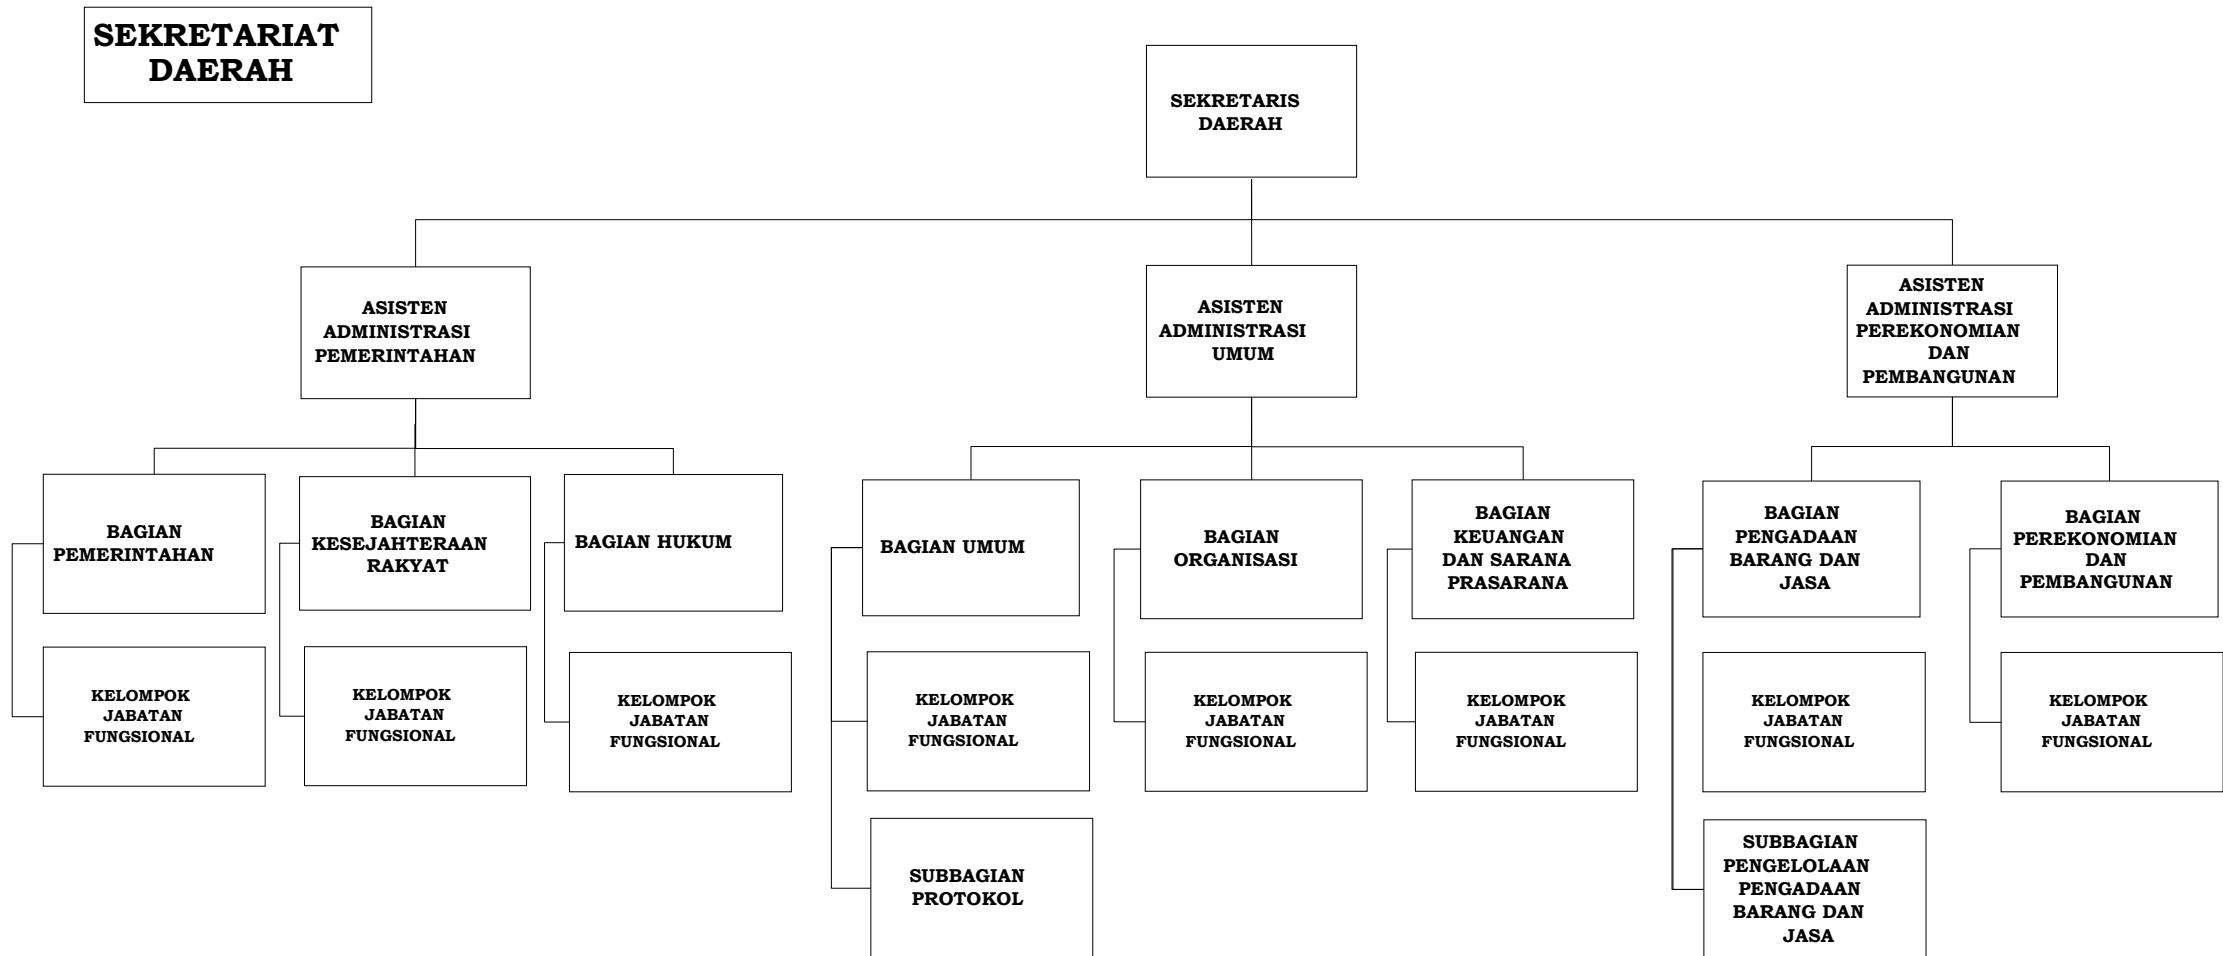 SEKRETARIAT
DAERAH
SEKRETARIS
DAERAH
ASISTEN
ADMINISTRASI
PEMERINTAHAN
ASISTEN
ADMINISTRASI
UMUM
ASISTEN
ADMINISTRASI
PEREKONOMIAN
DAN
PEMBANGUNAN
BAGIAN
PEMERINTAHAN
BAGIAN
KESEJAHTERAAN
RAKYAT
BAGIAN HUKUM
BAGIAN UMUM
BAGIAN
ORGANISASI
BAGIAN
KEUANGAN
DAN SARANA
PRASARANA
BAGIAN
PENGADAAN
BARANG DAN
JASA
BAGIAN
PEREKONOMIAN
DAN
PEMBANGUNAN
KELOMPOK
JABATAN
FUNGSIONAL
KELOMPOK
JABATAN
FUNGSIONAL
KELOMPOK
JABATAN
FUNGSIONAL
KELOMPOK
JABATAN
FUNGSIONAL
KELOMPOK
JABATAN
FUNGSIONAL
KELOMPOK
JABATAN
FUNGSIONAL
KELOMPOK
JABATAN
FUNGSIONAL
KELOMPOK
JABATAN
FUNGSIONAL
SUBBAGIAN
PROTOKOL
SUBBAGIAN
PENGELOLAAN
PENGADAAN
BARANG DAN
JASA